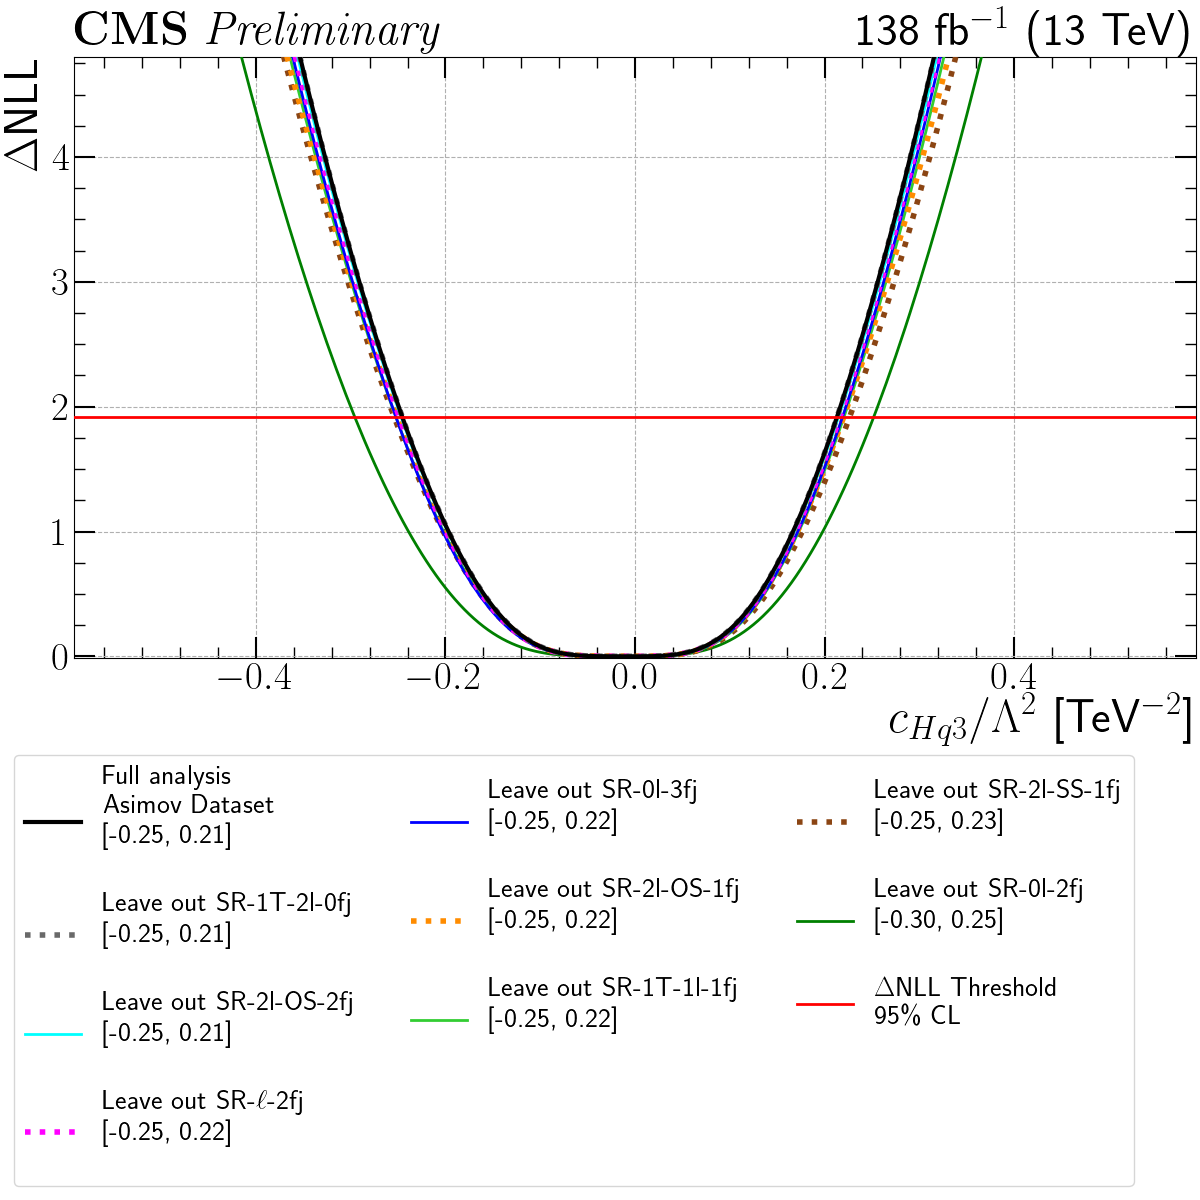 CMS Preliminary 138 fb⁻¹ (13 TeV)
ΔNLL
4
3
2
1
0
−0.4 −0.2 0.0 0.2 0.4
c_{Hq3}/Λ² [TeV⁻²]
Full analysis
Asimov Dataset
[-0.25, 0.21]
Leave out SR-1T-2l-0fj
[-0.25, 0.21]
Leave out SR-2l-OS-2fj
[-0.25, 0.21]
Leave out SR-ℓ-2fj
[-0.25, 0.22]
Leave out SR-0l-3fj
[-0.25, 0.22]
Leave out SR-2l-OS-1fj
[-0.25, 0.22]
Leave out SR-1T-1l-1fj
[-0.25, 0.22]
Leave out SR-2l-SS-1fj
[-0.25, 0.23]
Leave out SR-0l-2fj
[-0.30, 0.25]
ΔNLL Threshold
95% CL